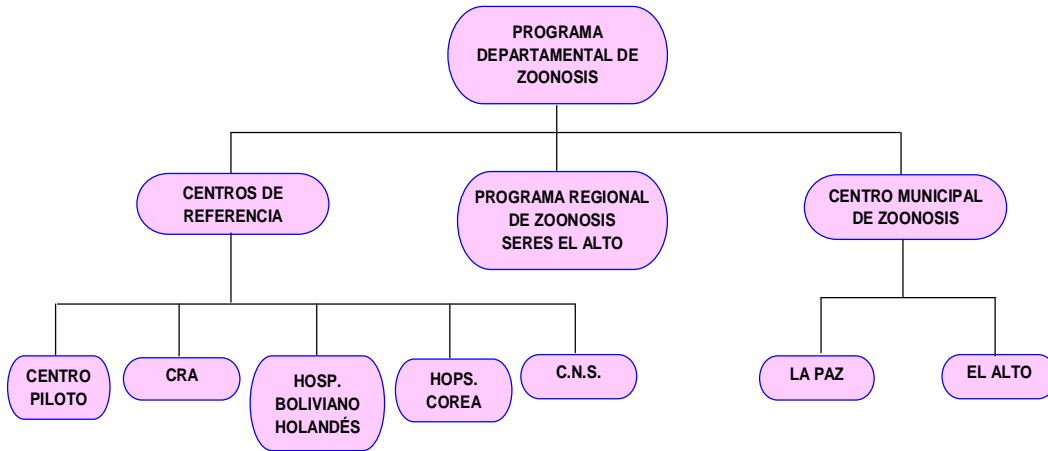 PROGRAMA
DEPARTAMENTAL DE
ZOONOSIS
CENTROS DE
REFERENCIA
PROGRAMA REGIONAL
DE ZOONOSIS
SERES EL ALTO
CENTRO MUNICIPAL
DE ZOONOSIS
CENTRO
PILOTO
CRA
HOSP.
BOLIVIANO
HOLANDÉS
HOPS.
COREA
C.N.S.
LA PAZ
EL ALTO